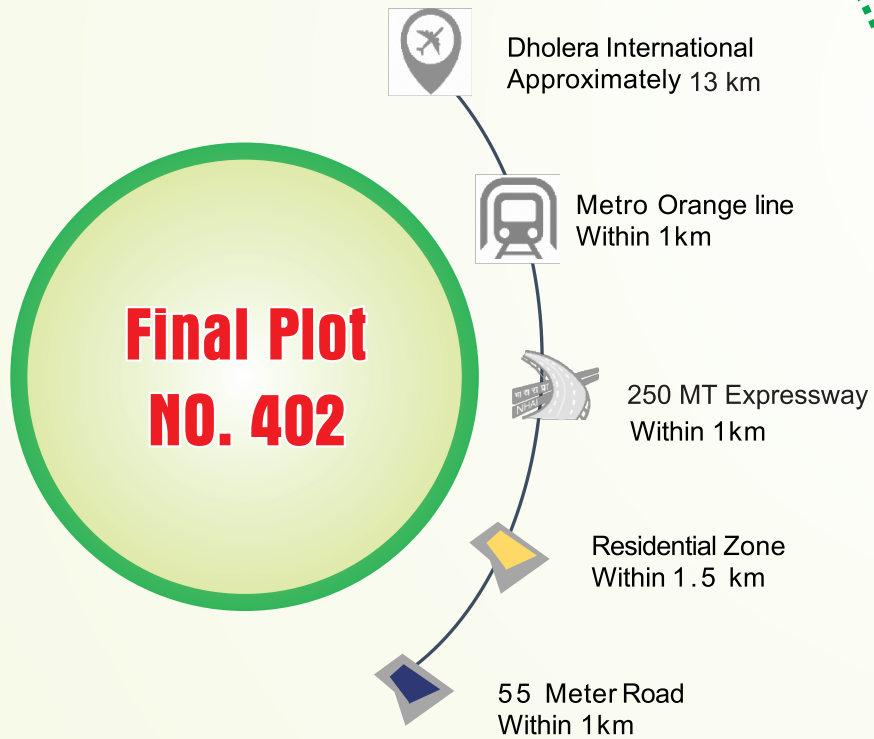 Dholera International
Approximately 13 km
Metro Orange line
Within 1km
Final Plot
NO. 402
NHAI
250 MT Expressway
Within 1km
Residential Zone
Within 1.5 km
55 Meter Road
Within 1km